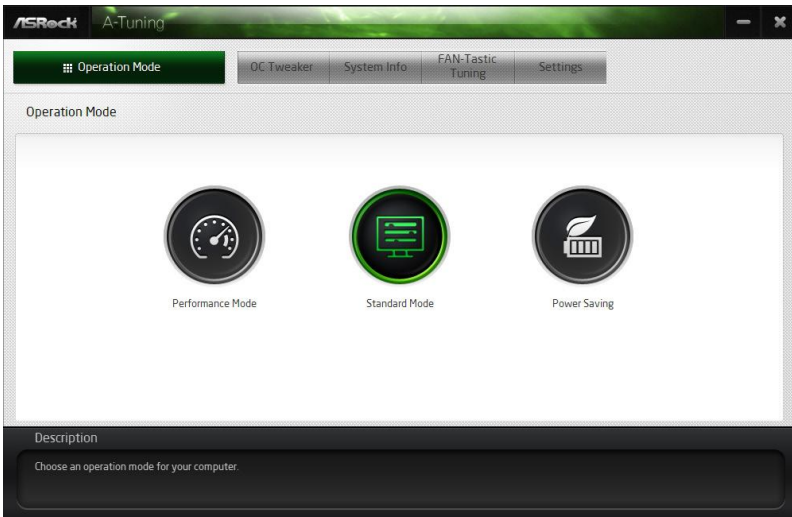 ASRock A-Tuning
Operation Mode
OC Tweaker
System Info
FAN-Tastic
Tuning
Settings
Operation Mode
Performance Mode
Standard Mode
Power Saving
Description
Choose an operation mode for your computer.